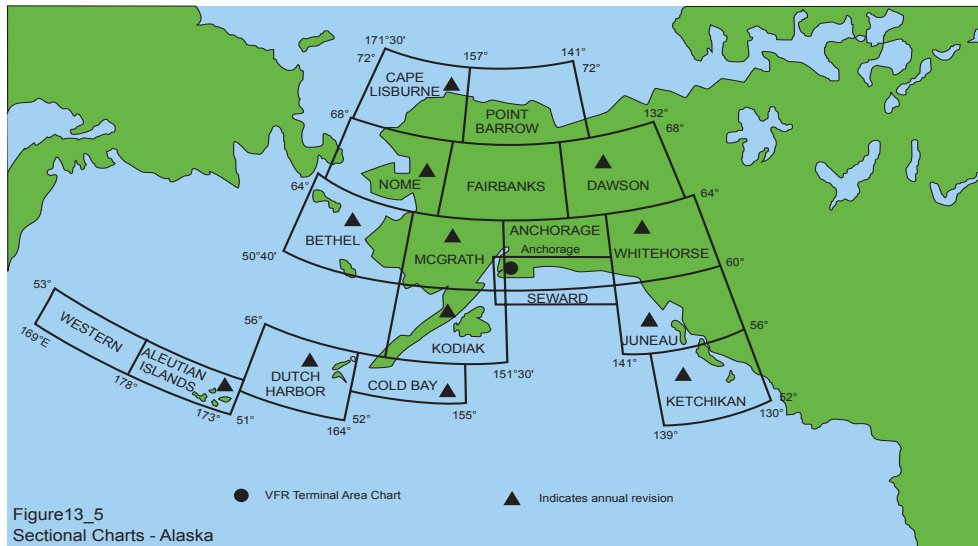 171°30'
72°
157°
141°
72°
CAPE
LISBURNE
POINT
BARROW
68°
132°
68°
NOME
FAIRBANKS
DAWSON
64°
64°
BETHEL
MCGRATH
ANCHORAGE
Anchorage
WHITEHORSE
50°40'
60°
SEWARD
53°
WESTERN
169°E
ALEUTIAN
ISLANDS
178°
173°
51°
56°
DUTCH
HARBOR
164°
52°
KODIAK
151°30'
COLD BAY
155°
JUNEAU
141°
56°
KETCHIKAN
139°
130°
52°
VFR Terminal Area Chart
Indicates annual revision
Figure13_5
Sectional Charts - Alaska